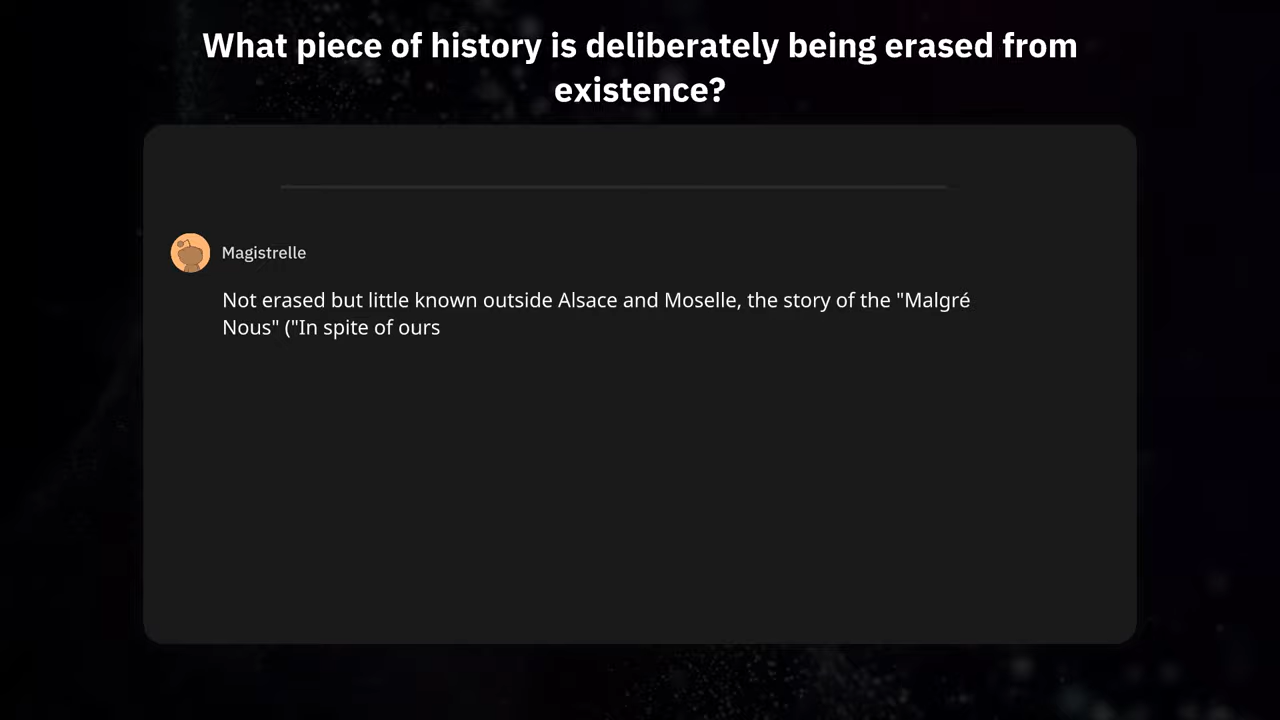 What piece of history is deliberately being erased from
existence?
Magistrelle
Not erased but little known outside Alsace and Moselle, the story of the "Malgré
Nous" ("In spite of ours